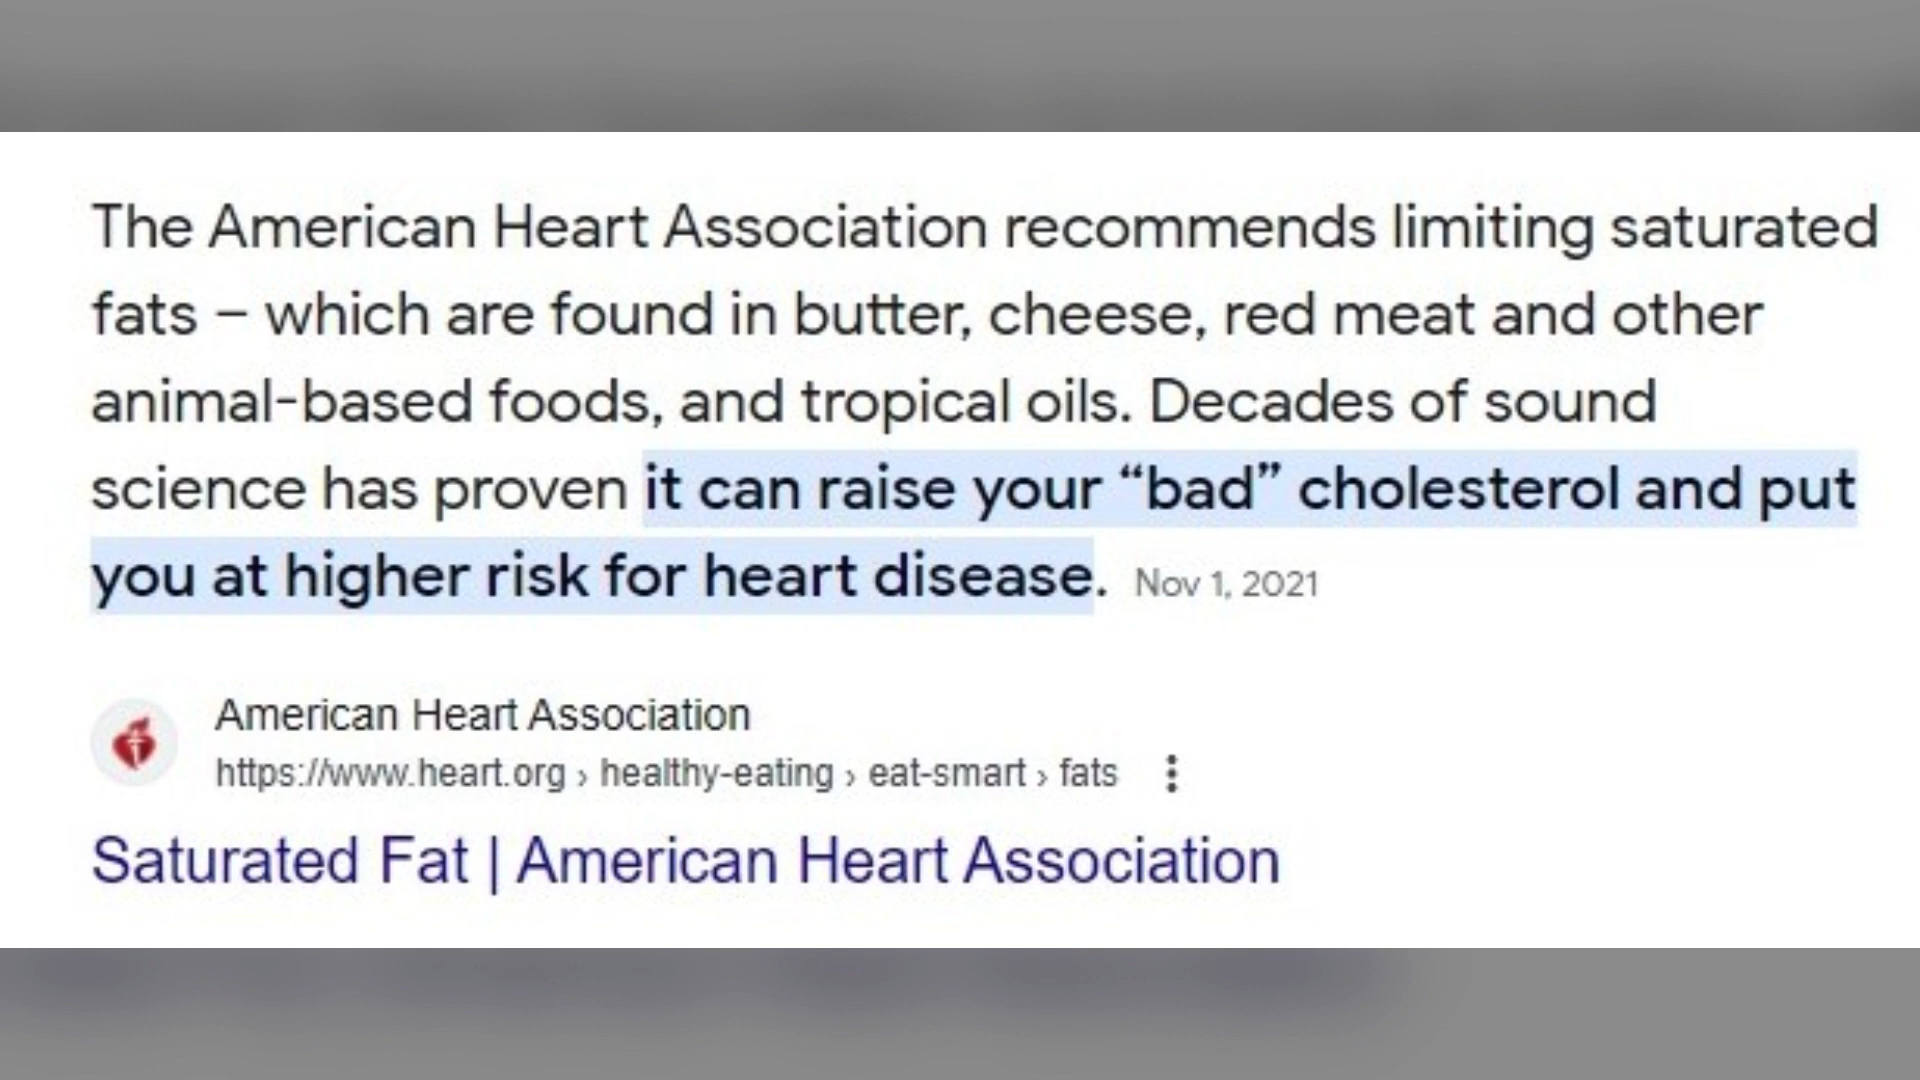 The American Heart Association recommends limiting saturated
fats – which are found in butter, cheese, red meat and other
animal-based foods, and tropical oils. Decades of sound
science has proven it can raise your “bad” cholesterol and put
you at higher risk for heart disease. Nov 1, 2021
American Heart Association
https://www.heart.org › healthy-eating › eat-smart › fats
Saturated Fat | American Heart Association